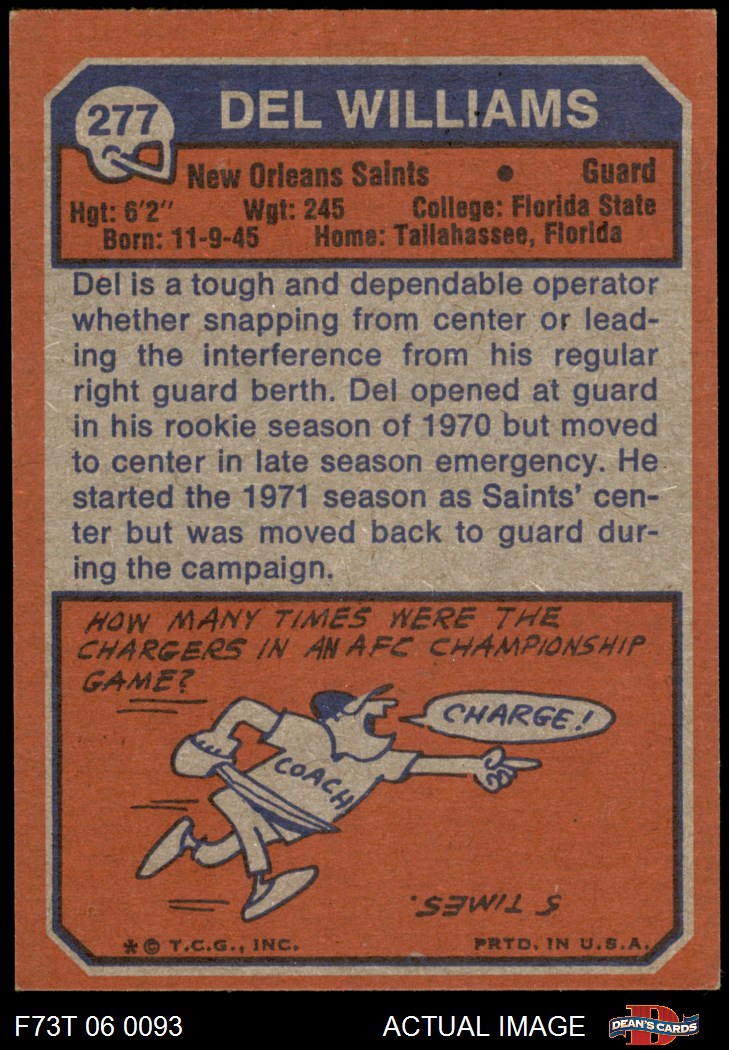 277
DEL WILLIAMS
New Orleans Saints • Guard
Hgt: 6'2" Wgt: 245 College: Florida State
Born: 11-9-45 Home: Tallahassee, Florida
Del is a tough and dependable operator
whether snapping from center or lead-
ing the interference from his regular
right guard berth. Del opened at guard
in his rookie season of 1970 but moved
to center in late season emergency. He
started the 1971 season as Saints' cen-
ter but was moved back to guard dur-
ing the campaign.
HOW MANY TIMES WERE THE
CHARGERS IN AN AFC CHAMPIONSHIP
GAME?
CHARGE!
COACH
5 TIMES.
* © T.C.G., INC. PRTD. IN U.S.A.
F73T 06 0093 ACTUAL IMAGE D DEAN'S CARDS